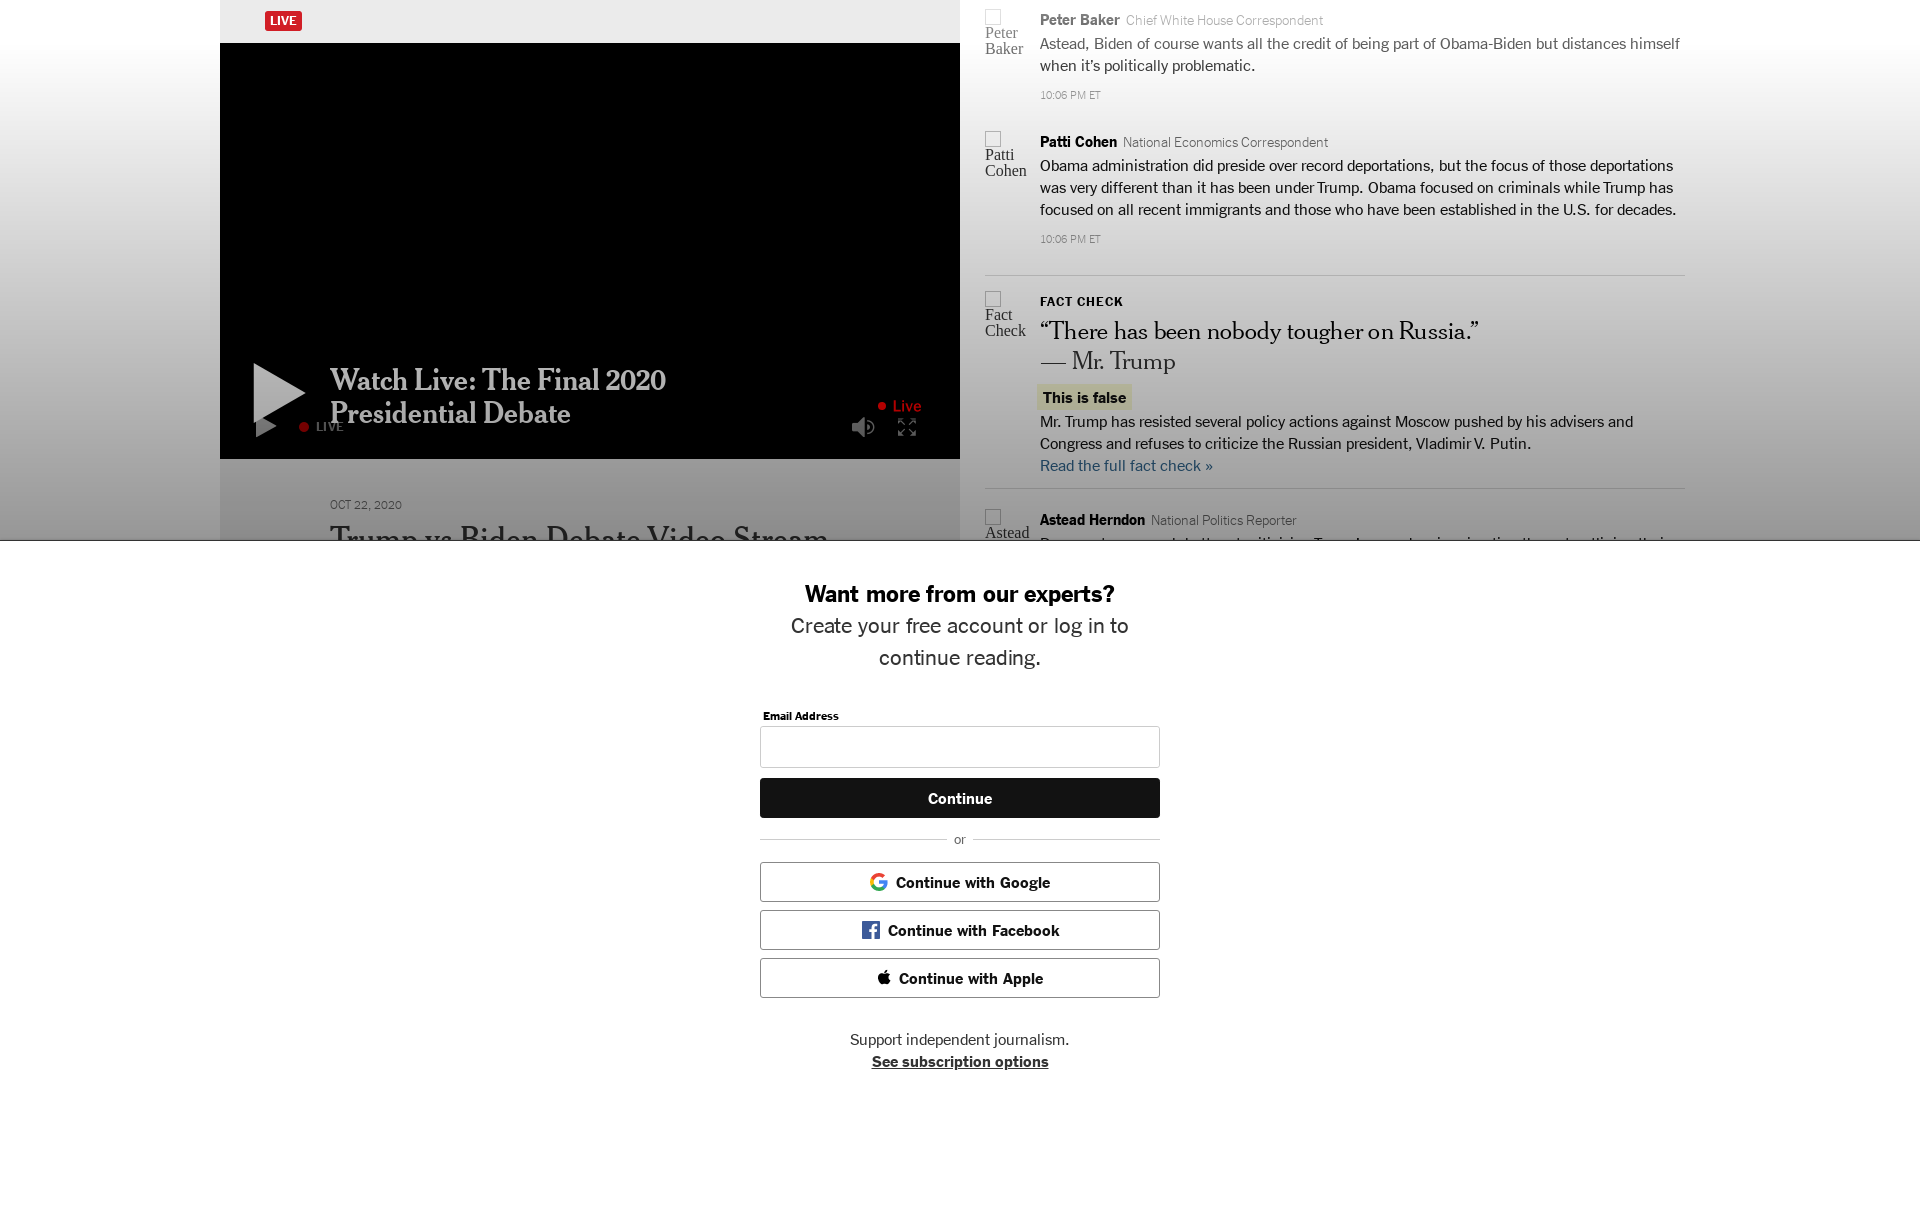 LIVE
Watch Live: The Final 2020
Presidential Debate
Live
LIVE
OCT 22, 2020
Trump vs Biden Debate Video Stream
Peter Baker
Peter Baker Chief White House Correspondent
Astead, Biden of course wants all the credit of being part of Obama-Biden but distances himself
when it’s politically problematic.
10:06 PM ET
Patti Cohen
Patti Cohen National Economics Correspondent
Obama administration did preside over record deportations, but the focus of those deportations
was very different than it has been under Trump. Obama focused on criminals while Trump has
focused on all recent immigrants and those who have been established in the U.S. for decades.
10:06 PM ET
Fact Check
FACT CHECK
“There has been nobody tougher on Russia.”
— Mr. Trump
This is false
Mr. Trump has resisted several policy actions against Moscow pushed by his advisers and
Congress and refuses to criticize the Russian president, Vladimir V. Putin.
Read the full fact check »
Astead
Astead Herndon National Politics Reporter
Want more from our experts?
Create your free account or log in to
continue reading.
Email Address
Continue
or
Continue with Google
Continue with Facebook
Continue with Apple
Support independent journalism.
See subscription options